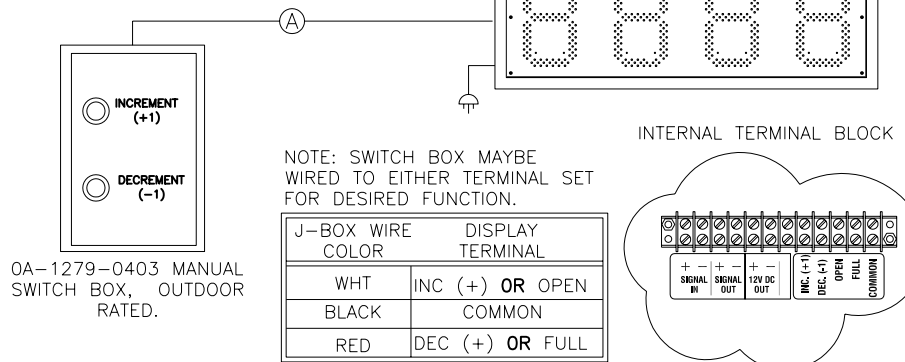 A
INCREMENT
(+1)
DECREMENT
(-1)
0A-1279-0403 MANUAL
SWITCH BOX, OUTDOOR
RATED.
NOTE: SWITCH BOX MAYBE
WIRED TO EITHER TERMINAL SET
FOR DESIRED FUNCTION.
J-BOX WIRE COLOR DISPLAY TERMINAL
WHT INC (+) OR OPEN
BLACK COMMON
RED DEC (+) OR FULL
INTERNAL TERMINAL BLOCK
+ - + - + -
SIGNAL IN SIGNAL OUT 12V DC OUT
INC. (+1)
DEC. (-1)
OPEN
FULL
COMMON